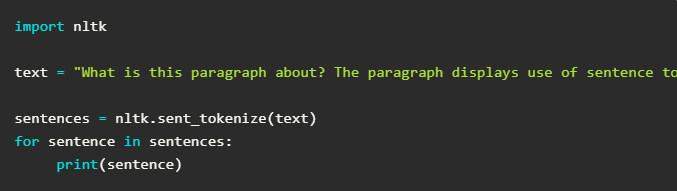 import nltk
text = "What is this paragraph about? The paragraph displays use of sentence to
sentences = nltk.sent_tokenize(text)
for sentence in sentences:
print(sentence)